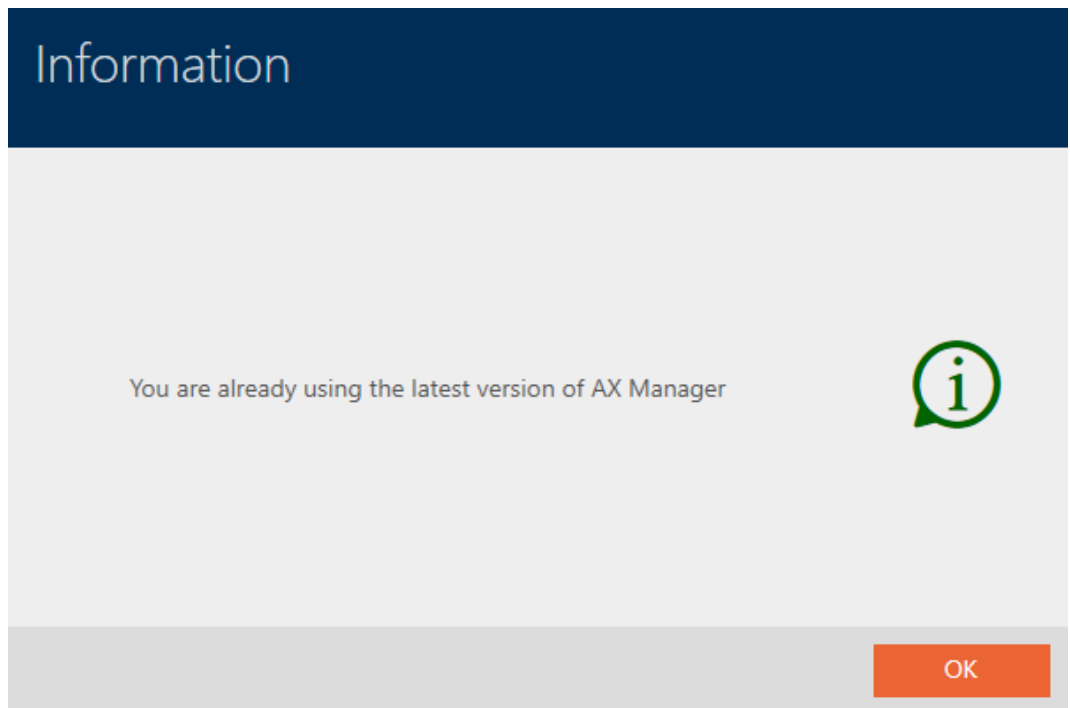 Information
You are already using the latest version of AX Manager
i
OK